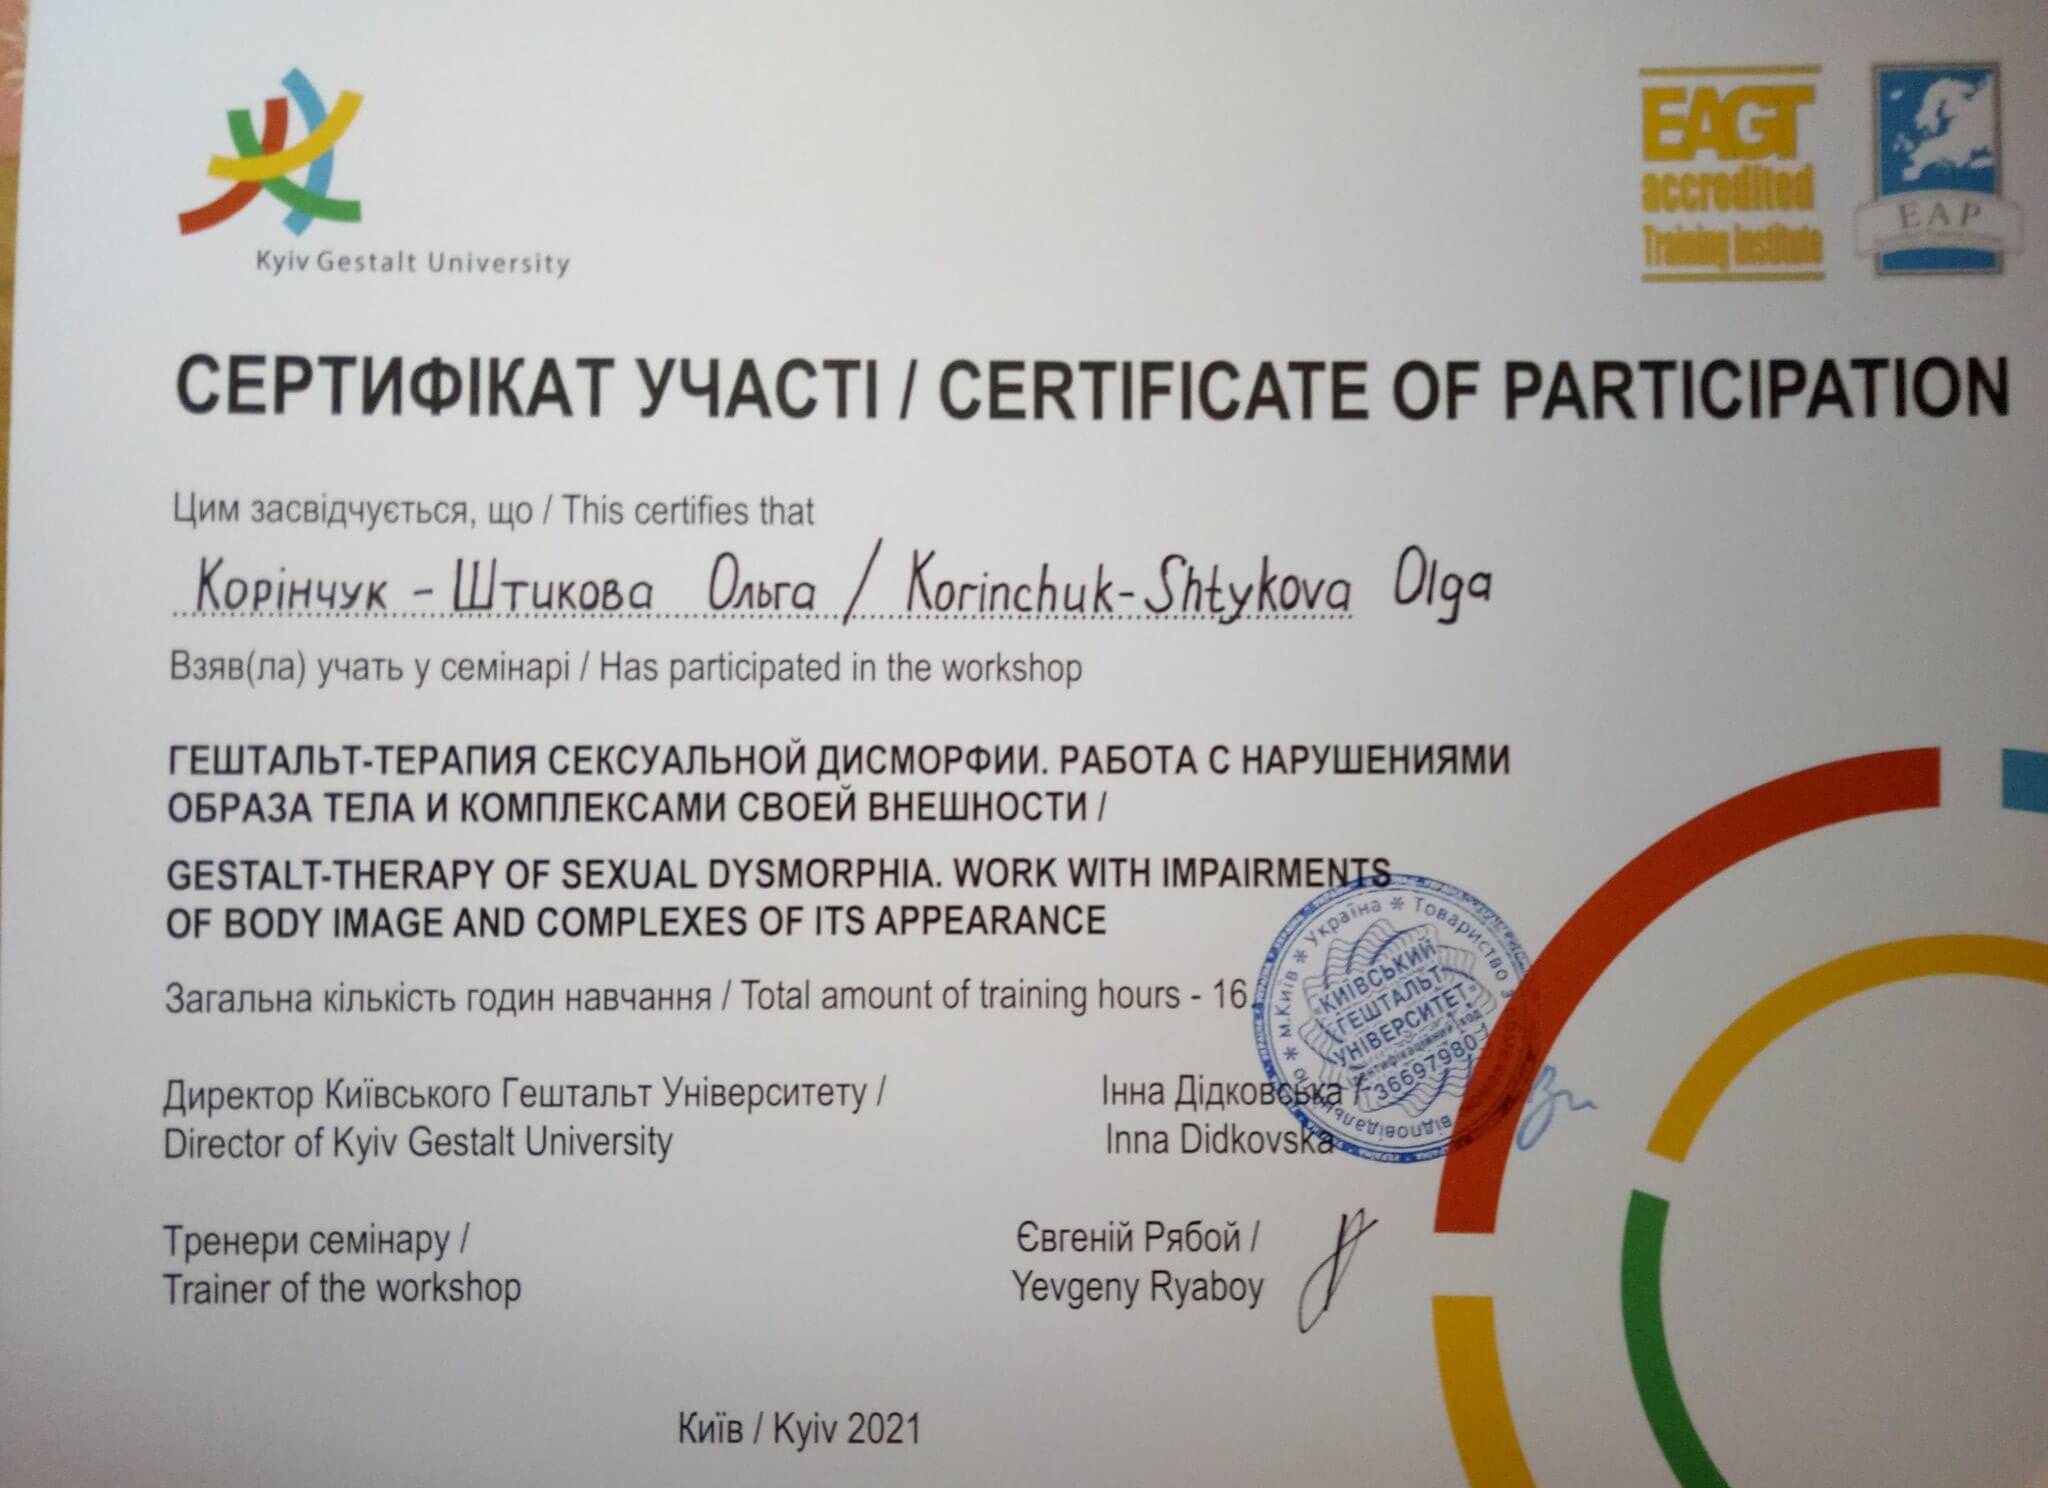 Kyiv Gestalt University
EAGT
accredited
Training Institute
EAP
СЕРТИФІКАТ УЧАСТІ / CERTIFICATE OF PARTICIPATION
Цим засвідчується, що / This certifies that
Корінчук - Штикова Ольга / Korinchuk-Shtykova Olga
Взяв(ла) учать у семінарі / Has participated in the workshop
ГЕШТАЛЬТ-ТЕРАПИЯ СЕКСУАЛЬНОЙ ДИСМОРФИИ. РАБОТА С НАРУШЕНИЯМИ
ОБРАЗА ТЕЛА И КОМПЛЕКСАМИ СВОЕЙ ВНЕШНОСТИ /
GESTALT-THERAPY OF SEXUAL DYSMORPHIA. WORK WITH IMPAIRMENTS
OF BODY IMAGE AND COMPLEXES OF ITS APPEARANCE
Загальна кількість годин навчання / Total amount of training hours - 16
м.Київ * Україна * Товариство з
"КИЇВСЬКИЙ
ГЕШТАЛЬТ
УНІВЕРСИТЕТ"
Ідентифікаційний код
36697980
Директор Київського Гештальт Університету /
Director of Kyiv Gestalt University
Інна Дідковська /
Inna Didkovska
Тренери семінару /
Trainer of the workshop
Євгеній Рябой /
Yevgeny Ryaboy
Київ / Kyiv 2021